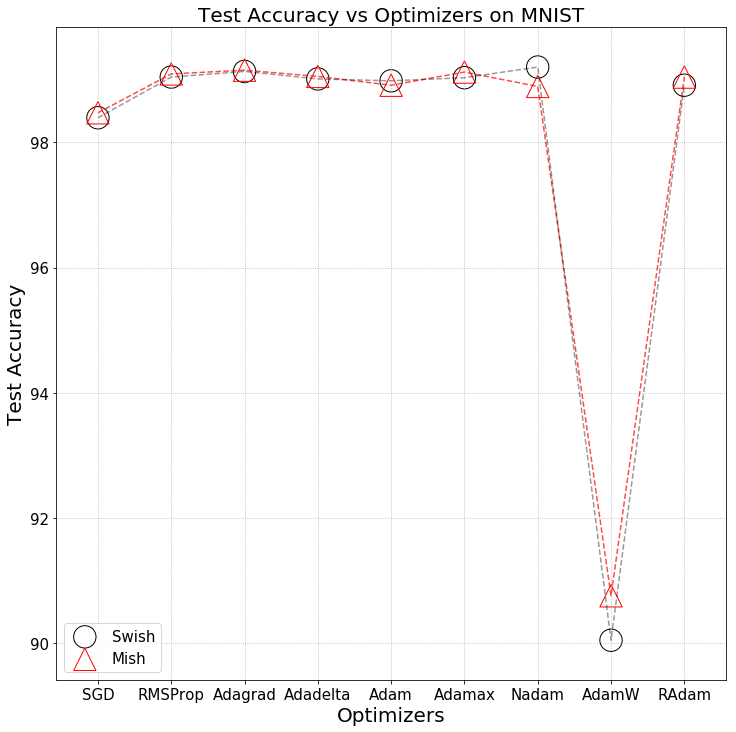 Test Accuracy vs Optimizers on MNIST
Test Accuracy
98
96
94
92
90
Swish
Mish
SGD RMSProp Adagrad Adadelta Adam Adamax Nadam AdamW RAdam
Optimizers